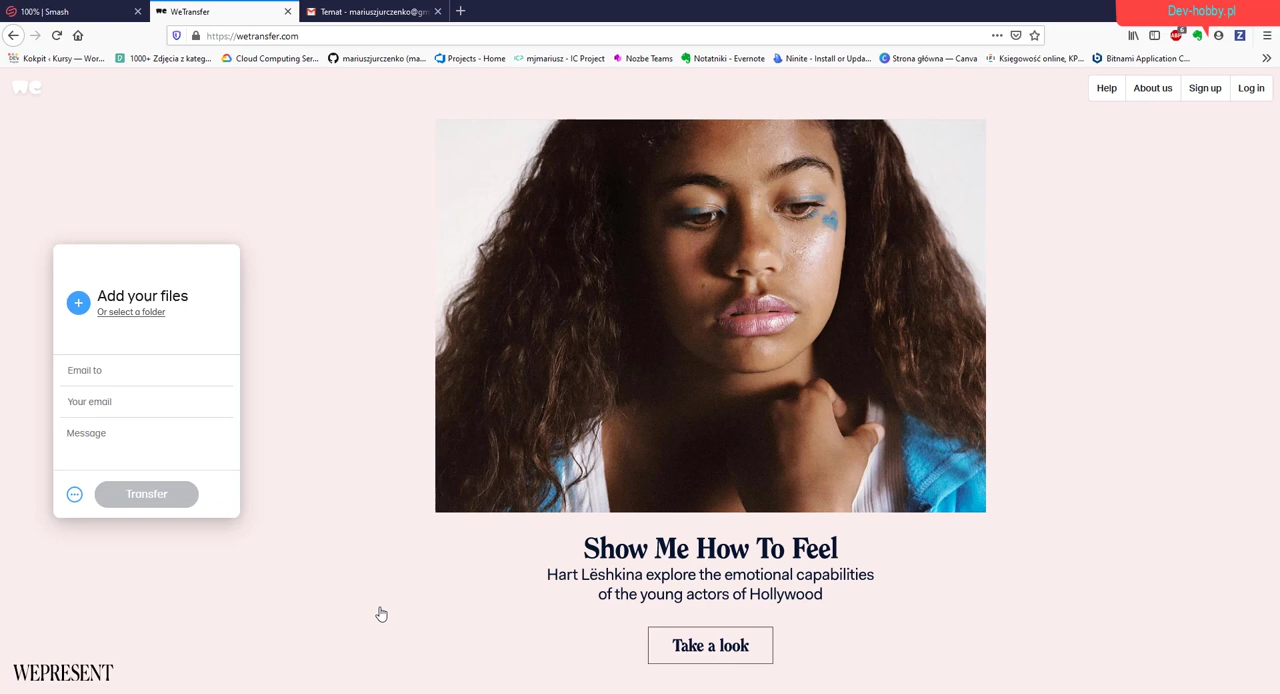 100% | Smash
WeTransfer
Temat - mariuszjurczenko@gm
Dev-hobby.pl
https://wetransfer.com
6
Kokpit ‹ Kursy — Wor...
1000+ Zdjęcia z kateg...
Cloud Computing Ser...
mariuszjurczenko (ma...
Projects - Home
mjmariusz - IC Project
Nozbe Teams
Notatniki - Evernote
Ninite - Install or Upda...
Strona główna — Canva
Księgowość online, KP...
Bitnami Application C...
we
Help
About us
Sign up
Log in
Add your files
Or select a folder
Email to
Your email
Message
Transfer
Show Me How To Feel
Hart Lëshkina explore the emotional capabilities
of the young actors of Hollywood
Take a look
WEPRESENT